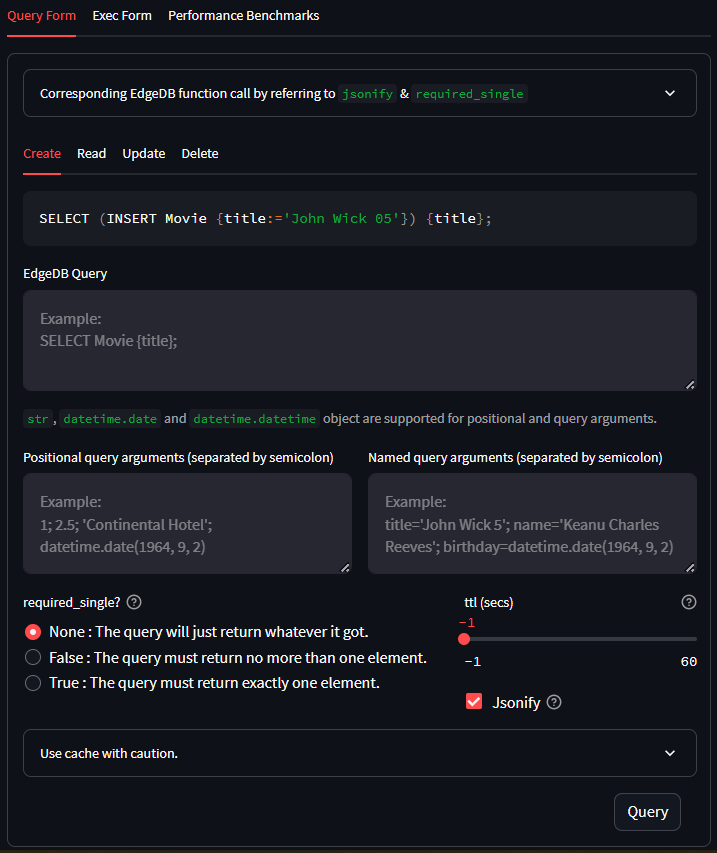 Query Form Exec Form Performance Benchmarks
Corresponding EdgeDB function call by referring to jsonify & required_single
Create Read Update Delete
SELECT (INSERT Movie {title:='John Wick 05'}) {title};
EdgeDB Query
Example:
SELECT Movie {title};
str, datetime.date and datetime.datetime object are supported for positional and query arguments.
Positional query arguments (separated by semicolon)
Example:
1; 2.5; 'Continental Hotel';
datetime.date(1964, 9, 2)
Named query arguments (separated by semicolon)
Example:
title='John Wick 5'; name='Keanu Charles
Reeves'; birthday=datetime.date(1964, 9, 2)
required_single?
None : The query will just return whatever it got.
False : The query must return no more than one element.
True : The query must return exactly one element.
ttl (secs)
-1
-1 60
Jsonify
Use cache with caution.
Query